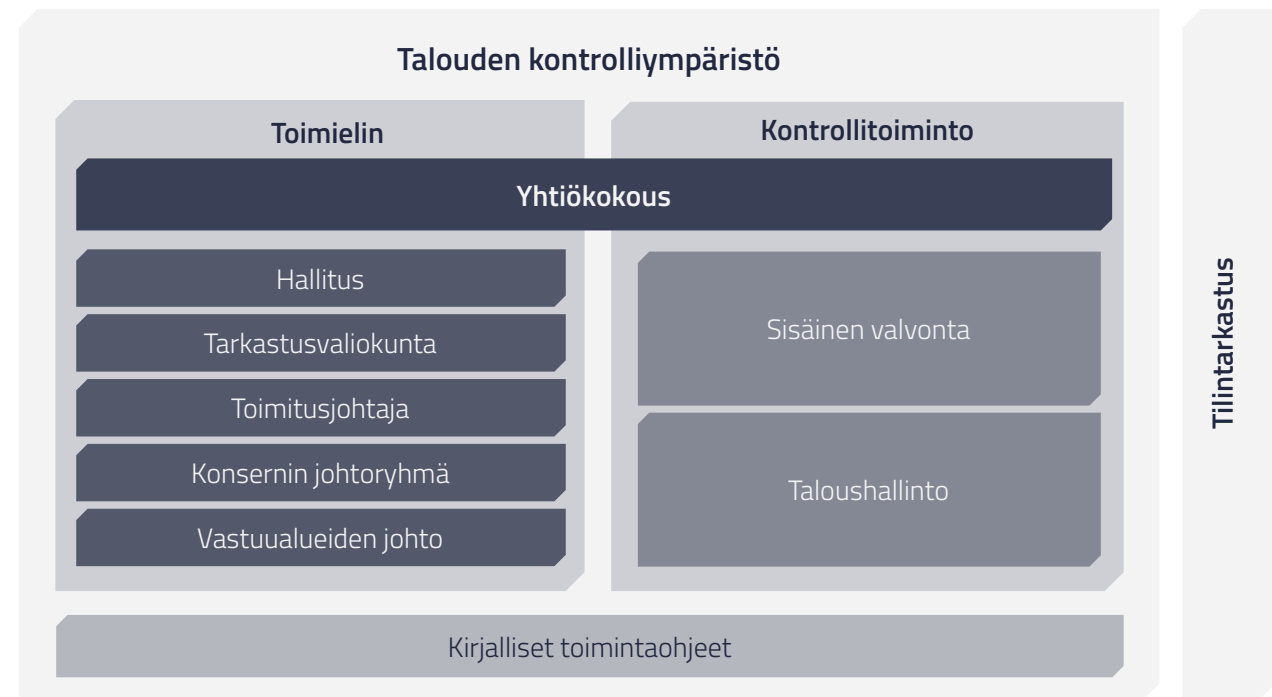 Talouden kontrolliympäristö
Toimielin
Kontrollitoiminto
Yhtiökokous
Hallitus
Tarkastusvaliokunta
Toimitusjohtaja
Konsernin johtoryhmä
Vastuualueiden johto
Sisäinen valvonta
Taloushallinto
Kirjalliset toimintaohjeet
Tilintarkastus